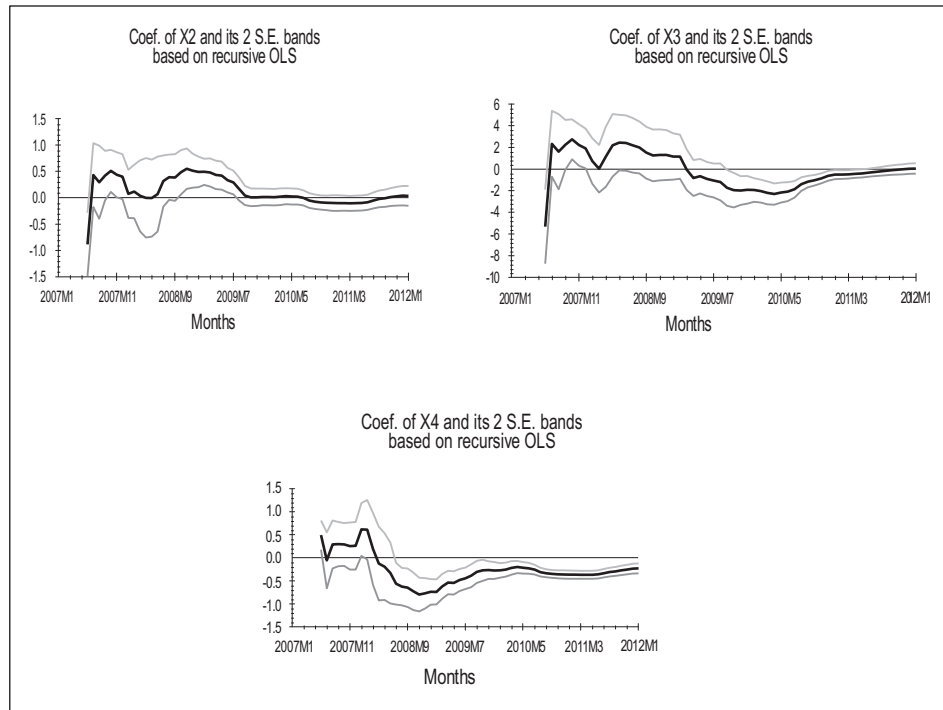 Coef. of X2 and its 2 S.E. bands
based on recursive OLS
1.5
1.0
0.5
0.0
0.5
-1.0
-1.5
2007M1 2007M11 2008M9 2009M7 2010M5 2011M3 2012M1
Months
Coef. of X3 and its 2 S.E. bands
based on recursive OLS
6
4
2
0
-2
-4
-6
-8
-10
2007M1 2007M11 2008M9 2009M7 2010M5 2011M3 2012M1
Months
Coef. of X4 and its 2 S.E. bands
based on recursive OLS
1.5
1.0
0.5
0.0
-0.5
-1.0
-1.5
2007M1 2007M11 2008M9 2009M7 2010M5 2011M3 2012M1
Months